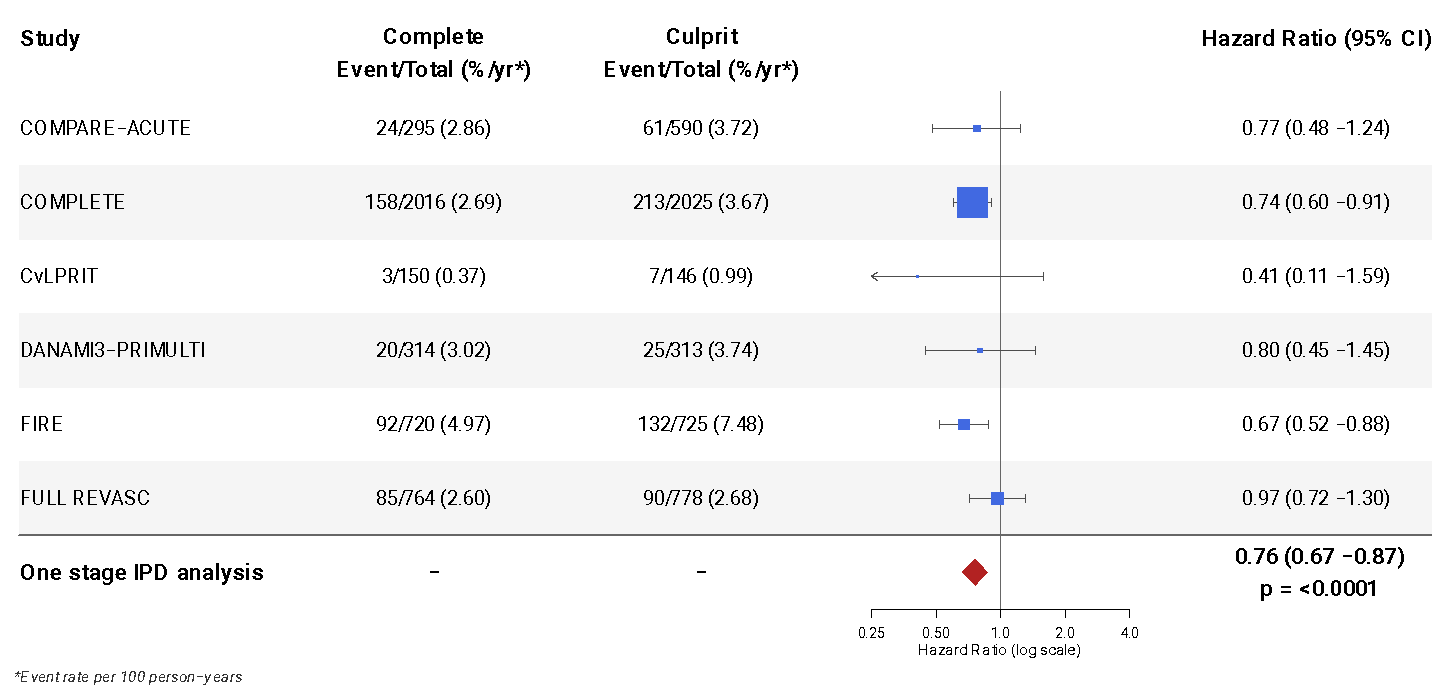 Study Complete Culprit Hazard Ratio (95% CI)
Event/Total (%/yr*) Event/Total (%/yr*)
COMPARE-ACUTE 24/295 (2.86) 61/590 (3.72) 0.77 (0.48 -1.24)
COMPLETE 158/2016 (2.69) 213/2025 (3.67) 0.74 (0.60 -0.91)
CvLPRIT 3/150 (0.37) 7/146 (0.99) 0.41 (0.11 -1.59)
DANAMI3-PRIMULTI 20/314 (3.02) 25/313 (3.74) 0.80 (0.45 -1.45)
FIRE 92/720 (4.97) 132/725 (7.48) 0.67 (0.52 -0.88)
FULL REVASC 85/764 (2.60) 90/778 (2.68) 0.97 (0.72 -1.30)
One stage IPD analysis - - 0.76 (0.67 -0.87)
p = <0.0001
0.25 0.50 1.0 2.0 4.0
Hazard Ratio (log scale)
*Event rate per 100 person-years